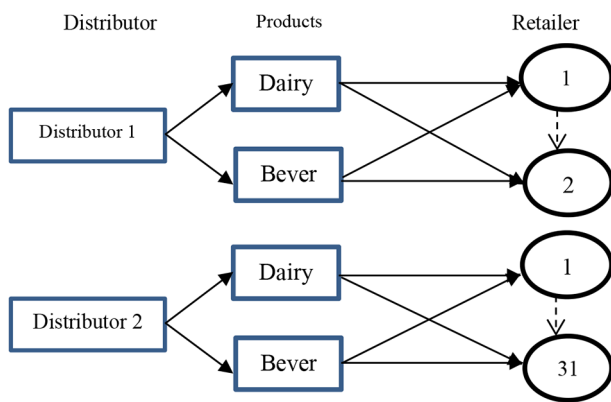 Distributor Products Retailer
Dairy 1
Distributor 1
Bever 2
Dairy 1
Distributor 2
Bever 31